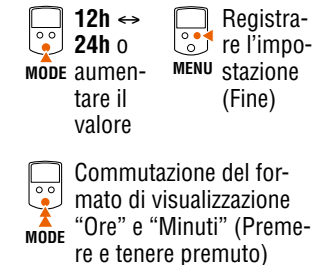 12h ↔
24h o
aumen-
tare il
valore
MODE
Registra-
re l’impo-
stazione
(Fine)
MENU
Commutazione del for-
mato di visualizzazione
“Ore” e “Minuti” (Preme-
re e tenere premuto)
MODE